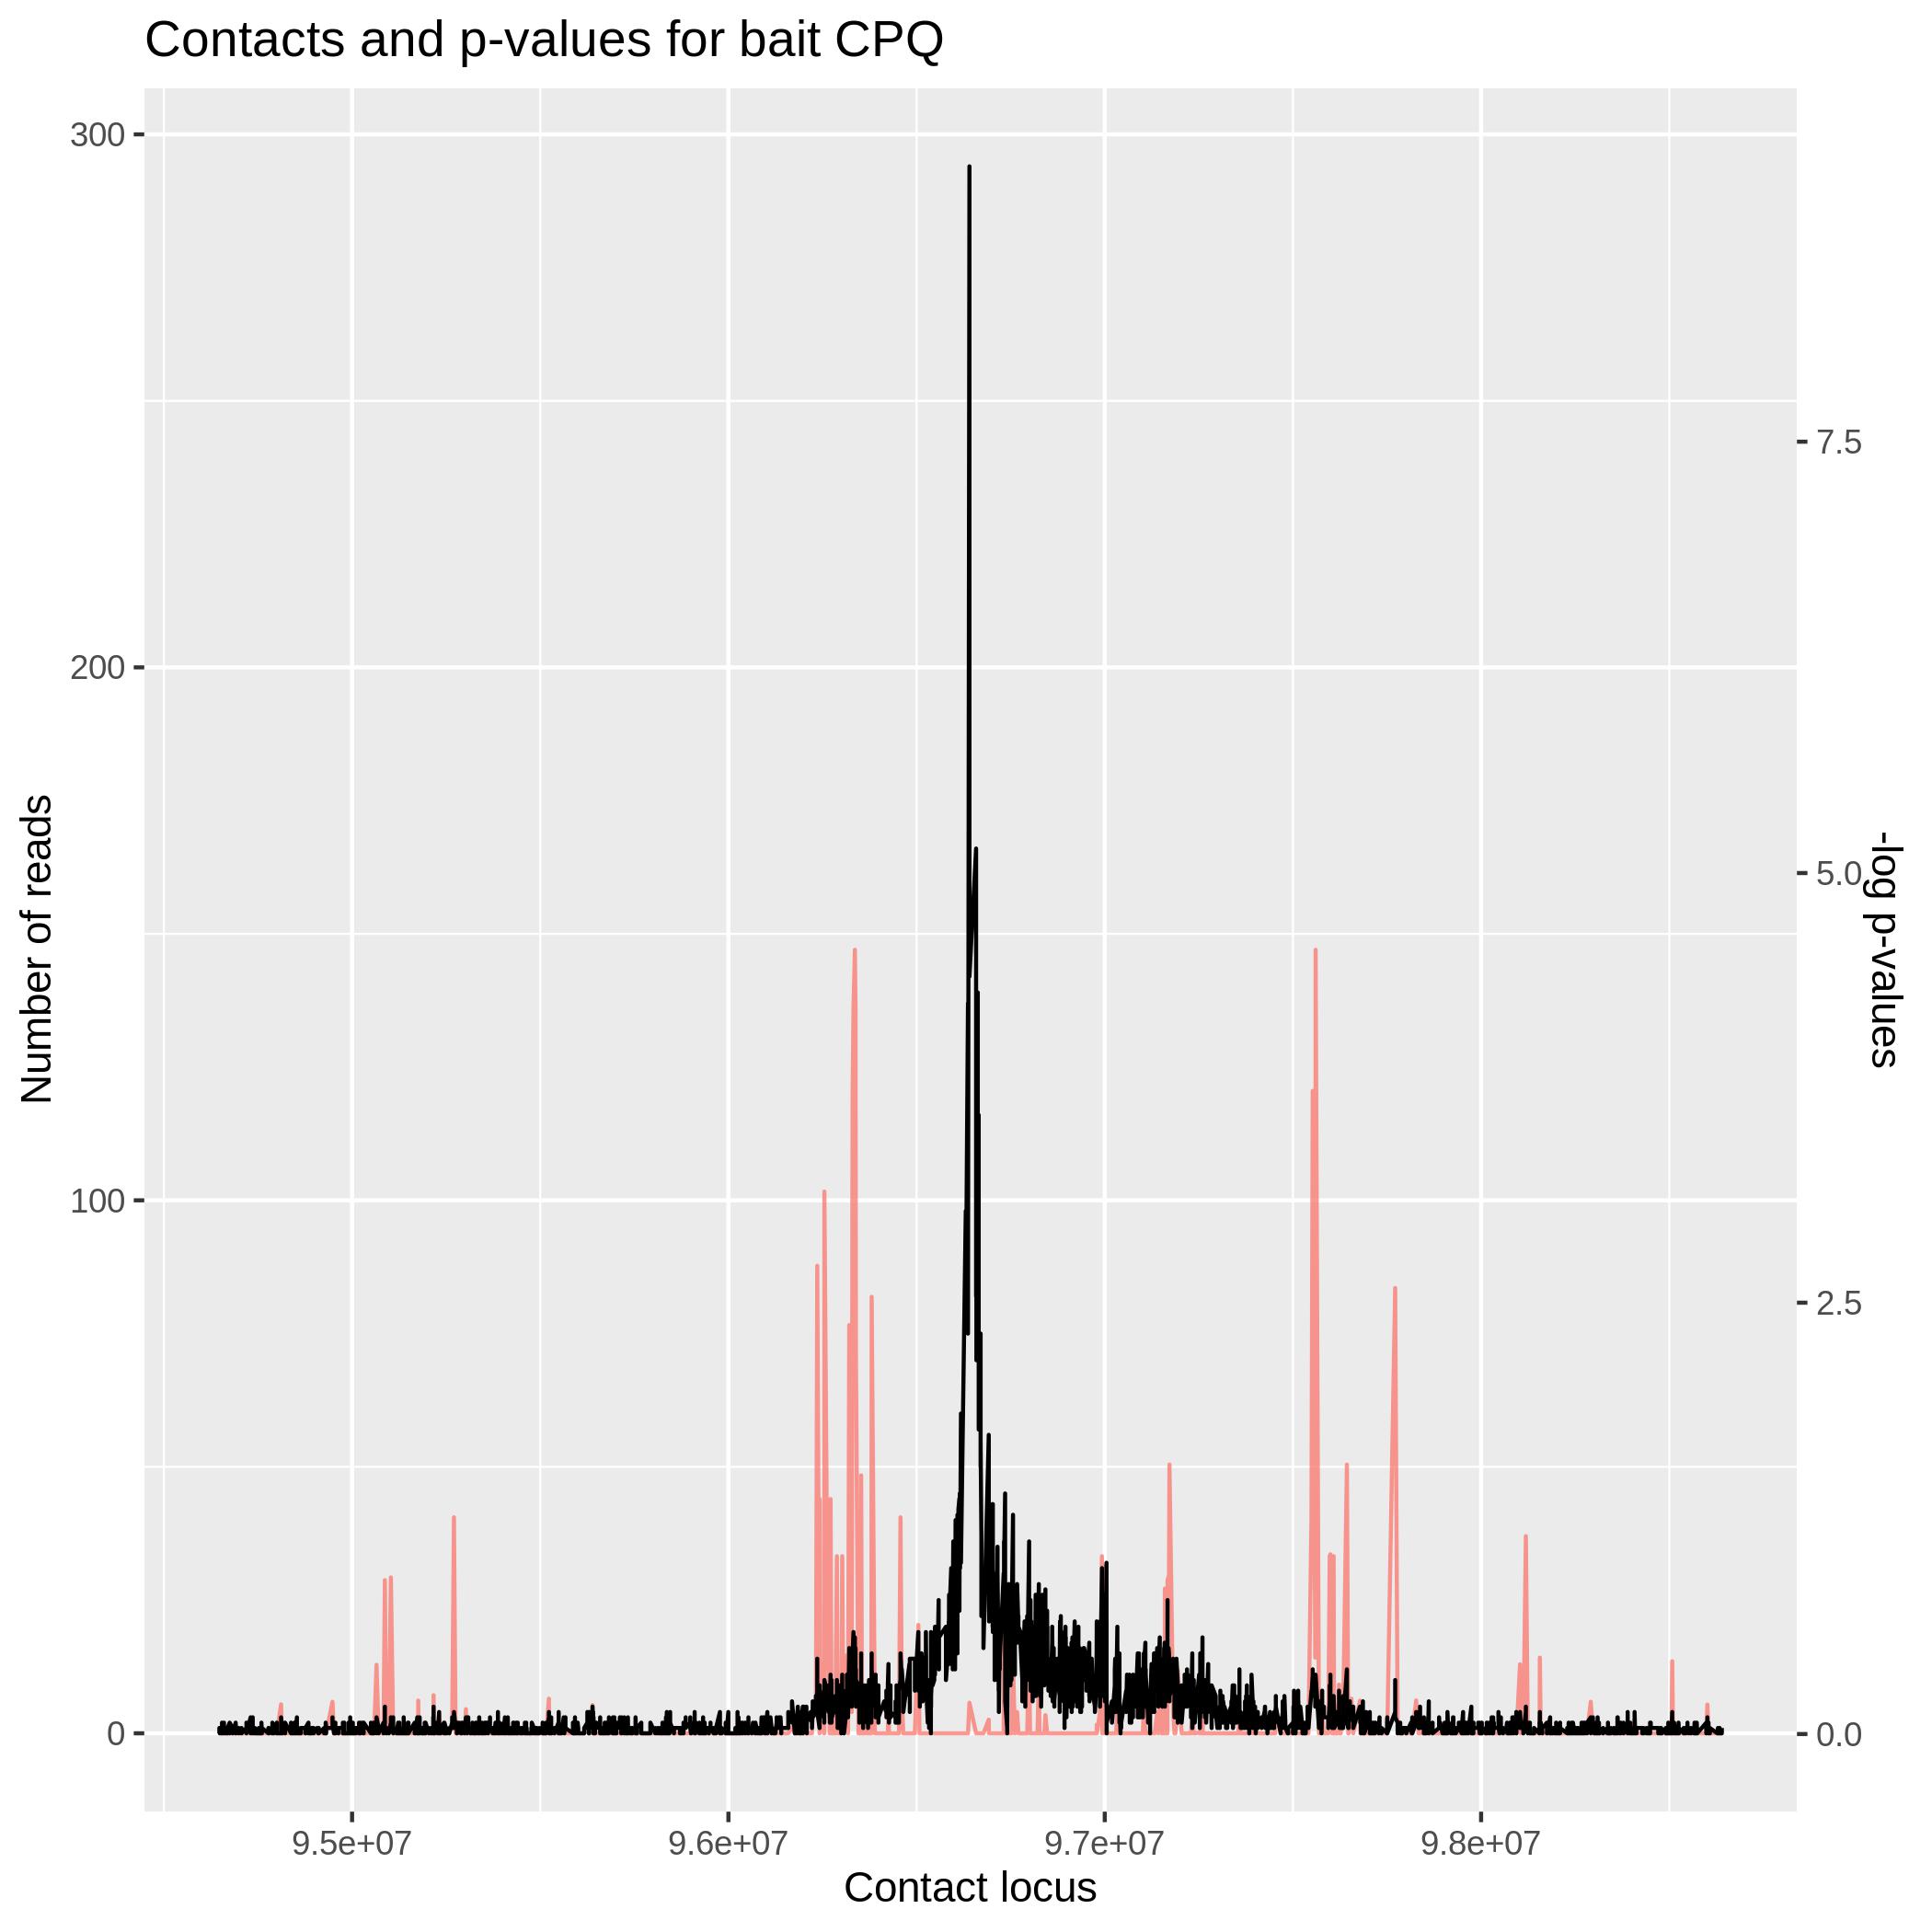 Contacts and p-values for bait CPQ
300
200
100
0
Number of reads
7.5
5.0
2.5
0.0
-log p-values
9.5e+07
9.6e+07
9.7e+07
9.8e+07
Contact locus